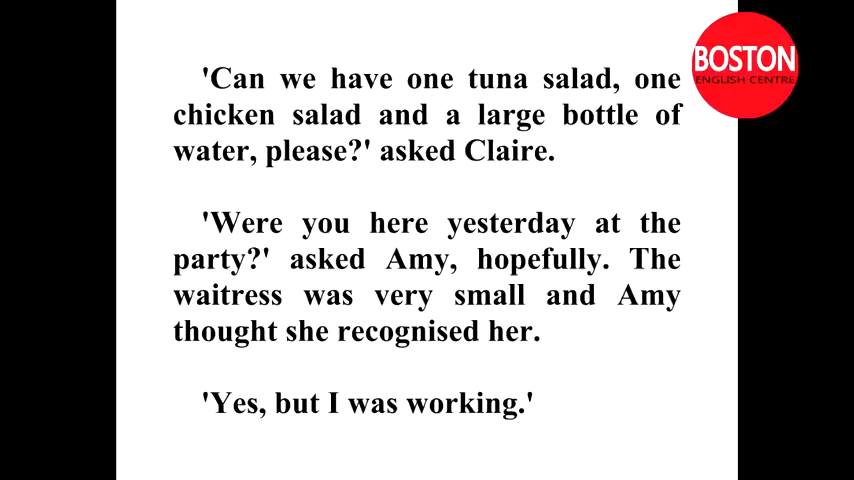 'Can we have one tuna salad, one
chicken salad and a large bottle of
water, please?' asked Claire.
'Were you here yesterday at the
party?' asked Amy, hopefully. The
waitress was very small and Amy
thought she recognised her.
'Yes, but I was working.'
BOSTON
ENGLISH CENTRE